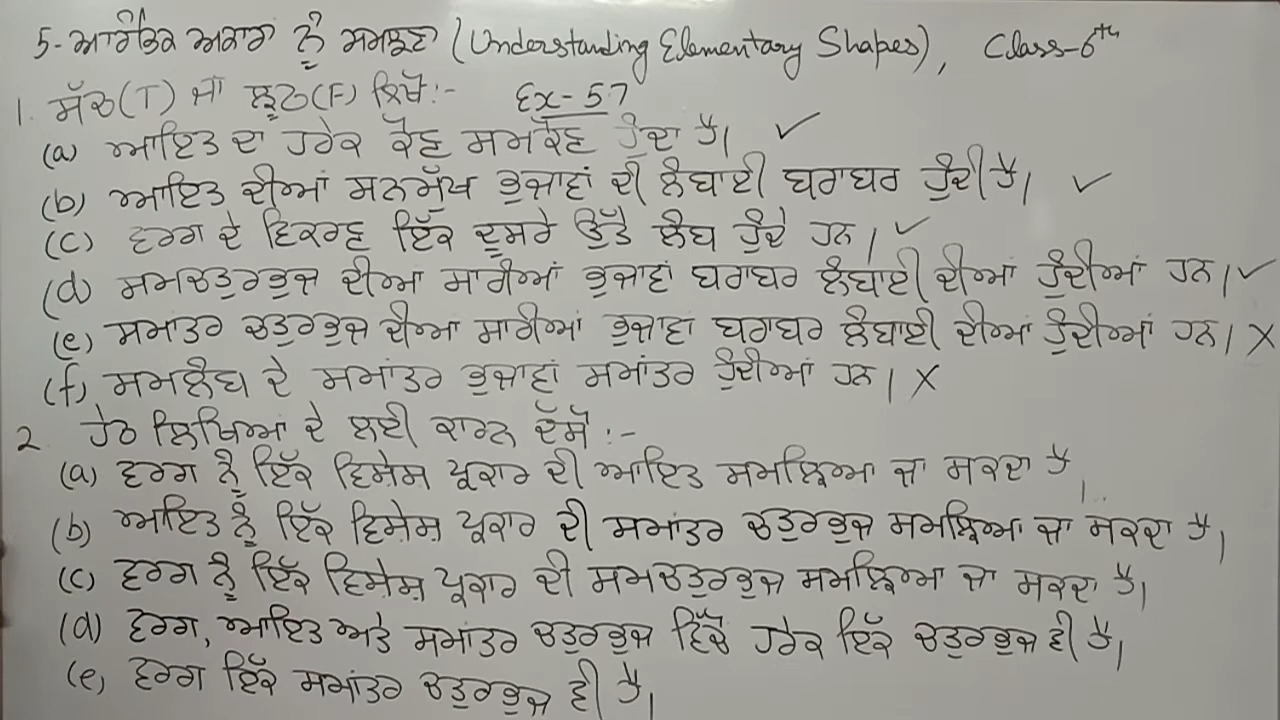 5- ਆਰੰਭਿਕ ਅਕਾਰਾਂ ਨੂੰ ਸਮਝਣਾ (Understanding Elementary Shapes), Class-6th
1. ਸੱਚ(T) ਜਾਂ ਝੂਠ(F) ਲਿਖੋ:- Ex-5.7
(a) ਆਇਤ ਦਾ ਹਰੇਕ ਕੋਣ ਸਮਕੋਣ ਹੁੰਦਾ ਹੈ। ✓
(b) ਆਇਤ ਦੀਆਂ ਸਨਮੁੱਖ ਭੁਜਾਵਾਂ ਦੀ ਲੰਬਾਈ ਬਰਾਬਰ ਹੁੰਦੀ ਹੈ। ✓
(c) ਵਰਗ ਦੇ ਵਿਕਰਣ ਇੱਕ ਦੂਸਰੇ ਉੱਤੇ ਲੰਬ ਹੁੰਦੇ ਹਨ। ✓
(d) ਸਮਚਤੁਰਭੁਜ ਦੀਆਂ ਸਾਰੀਆਂ ਭੁਜਾਵਾਂ ਬਰਾਬਰ ਲੰਬਾਈ ਦੀਆਂ ਹੁੰਦੀਆਂ ਹਨ। ✓
(e) ਸਮਾਂਤਰ ਚਤੁਰਭੁਜ ਦੀਆਂ ਸਾਰੀਆਂ ਭੁਜਾਵਾਂ ਬਰਾਬਰ ਲੰਬਾਈ ਦੀਆਂ ਹੁੰਦੀਆਂ ਹਨ। X
(f) ਸਮਲੰਬ ਦੇ ਸਮਾਂਤਰ ਭੁਜਾਵਾਂ ਸਮਾਂਤਰ ਹੁੰਦੀਆਂ ਹਨ। X
2. ਹੇਠ ਲਿਖਿਆਂ ਦੇ ਲਈ ਕਾਰਨ ਦੱਸੋ:-
(a) ਵਰਗ ਨੂੰ ਇੱਕ ਵਿਸ਼ੇਸ਼ ਪ੍ਰਕਾਰ ਦੀ ਆਇਤ ਸਮਝਿਆ ਜਾ ਸਕਦਾ ਹੈ।
(b) ਆਇਤ ਨੂੰ ਇੱਕ ਵਿਸ਼ੇਸ਼ ਪ੍ਰਕਾਰ ਦੀ ਸਮਾਂਤਰ ਚਤੁਰਭੁਜ ਸਮਝਿਆ ਜਾ ਸਕਦਾ ਹੈ।
(c) ਵਰਗ ਨੂੰ ਇੱਕ ਵਿਸ਼ੇਸ਼ ਪ੍ਰਕਾਰ ਦੀ ਸਮਚਤੁਰਭੁਜ ਸਮਝਿਆ ਜਾ ਸਕਦਾ ਹੈ।
(d) ਵਰਗ, ਆਇਤ ਅਤੇ ਸਮਾਂਤਰ ਚਤੁਰਭੁਜ ਵਿੱਚੋਂ ਹਰੇਕ ਇੱਕ ਚਤੁਰਭੁਜ ਵੀ ਹੈ।
(e) ਵਰਗ ਇੱਕ ਸਮਾਂਤਰ ਚਤੁਰਭੁਜ ਵੀ ਹੈ।